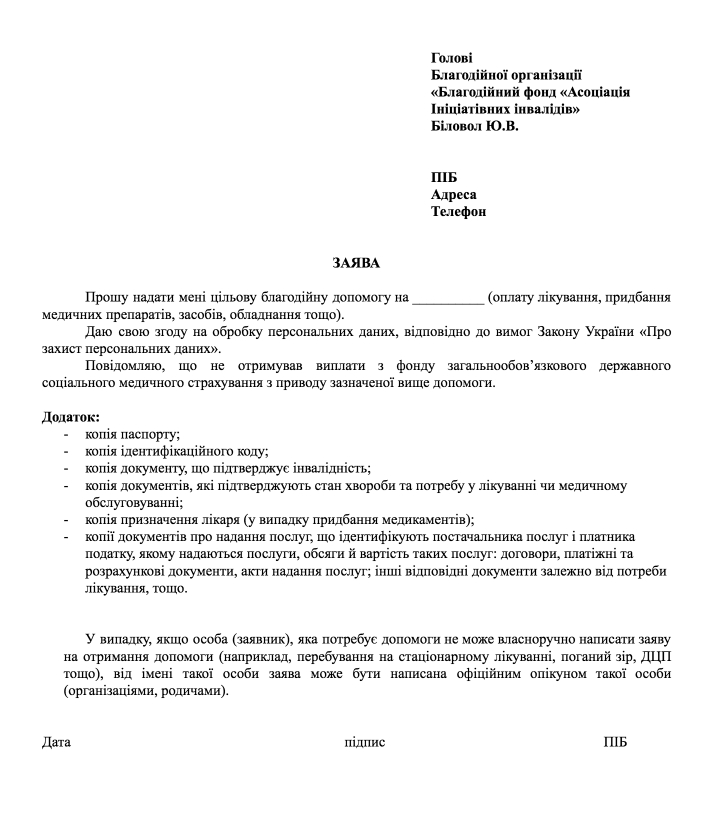 Голові
Благодійної організації
«Благодійний фонд «Асоціація
Ініціатівних інвалідів»
Біловол Ю.В.
ПІБ
Адреса
Телефон
ЗАЯВА
Прошу надати мені цільову благодійну допомогу на __________ (оплату лікування, придбання
медичних препаратів, засобів, обладнання тощо).
Даю свою згоду на обробку персональних даних, відповідно до вимог Закону України «Про
захист персональних даних».
Повідомляю, що не отримував виплати з фонду загальнообов’язкового державного
соціального медичного страхування з приводу зазначеної вище допомоги.
Додаток:
- копія паспорту;
- копія ідентифікаційного коду;
- копія документу, що підтверджує інвалідність;
- копія документів, які підтверджують стан хвороби та потребу у лікуванні чи медичному
обслуговуванні;
- копія призначення лікаря (у випадку придбання медикаментів);
- копії документів про надання послуг, що ідентифікують постачальника послуг і платника
податку, якому надаються послуги, обсяги й вартість таких послуг: договори, платіжні та
розрахункові документи, акти надання послуг; інші відповідні документи залежно від потреби
лікування, тощо.
У випадку, якщо особа (заявник), яка потребує допомоги не може власноручно написати заяву
на отримання допомоги (наприклад, перебування на стаціонарному лікуванні, поганий зір, ДЦП
тощо), від імені такої особи заява може бути написана офіційним опікуном такої особи
(організаціями, родичами).
Дата підпис ПІБ